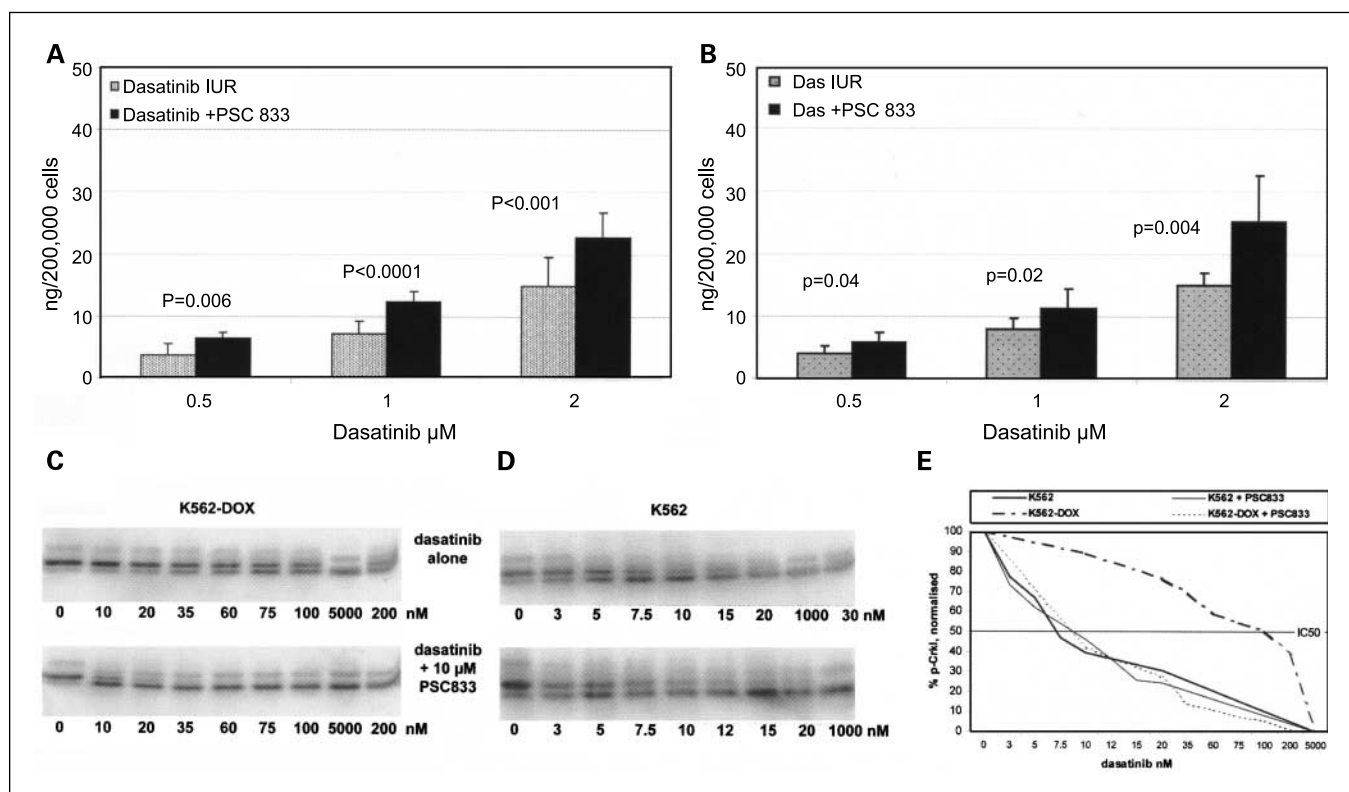 A
50
40
30
20
10
0
ng/200,000 cells
Dasatinib IUR
Dasatinib +PSC 833
P=0.006
P<0.0001
P<0.001
0.5 1 2
Dasatinib µM
B
50
40
30
20
10
0
ng/200,000 cells
Das IUR
Das +PSC 833
p=0.04
p=0.02
p=0.004
0.5 1 2
Dasatinib µM
C
K562-DOX
dasatinib
alone
0 10 20 35 60 75 100 5000 200 nM
dasatinib
+ 10 µM
PSC833
0 10 20 35 60 75 100 5000 200 nM
D
K562
0 3 5 7.5 10 15 20 1000 30 nM
0 3 5 7.5 10 12 15 20 1000 nM
E
K562 K562 + PSC833
K562-DOX K562-DOX + PSC833
100
90
80
70
60
50
40
30
20
10
0
% p-Crkl, normalised
IC50
0 3 5 7.5 10 12 15 20 35 60 75 100 200 5000
dasatinib nM